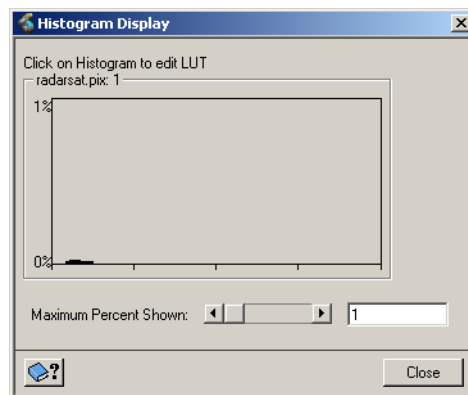 Histogram Display
Click on Histogram to edit LUT
radarsat.pix: 1
1%
0%
Maximum Percent Shown:
1
?
Close